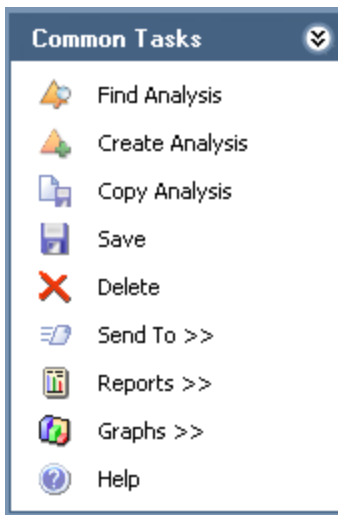 Common Tasks
Find Analysis
Create Analysis
Copy Analysis
Save
Delete
Send To >>
Reports >>
Graphs >>
Help